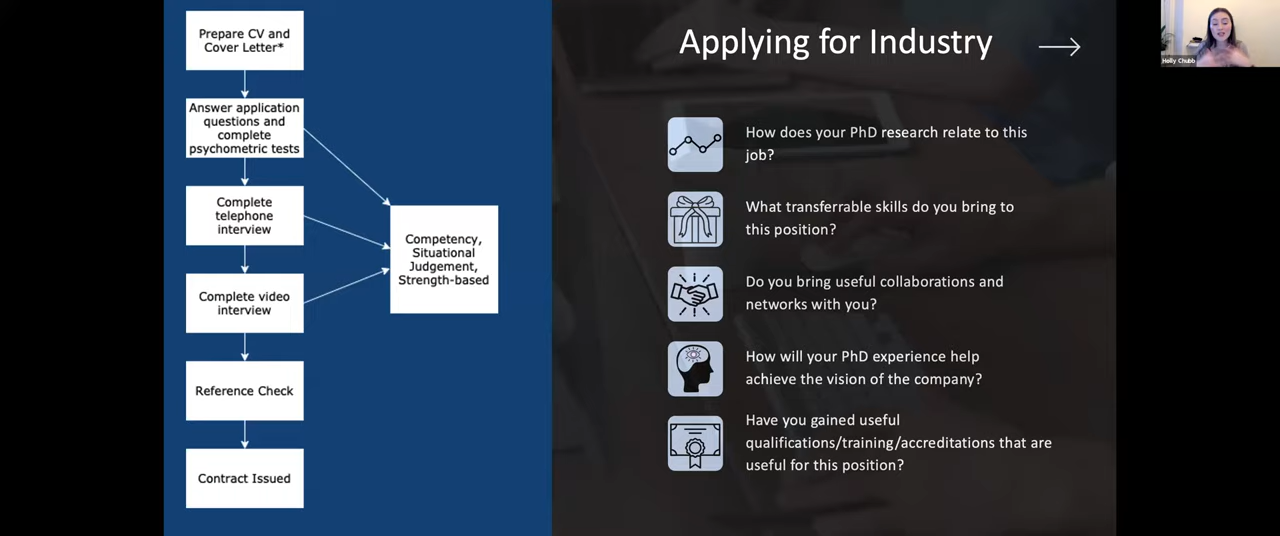 Prepare CV and
Cover Letter*
Answer application
questions and
complete
psychometric tests
Complete
telephone
interview
Complete video
interview
Reference Check
Contract Issued
Competency,
Situational
Judgement,
Strength-based
Applying for Industry
How does your PhD research relate to this
job?
What transferrable skills do you bring to
this position?
Do you bring useful collaborations and
networks with you?
How will your PhD experience help
achieve the vision of the company?
Have you gained useful
qualifications/training/accreditations that are
useful for this position?
Holly Chubb